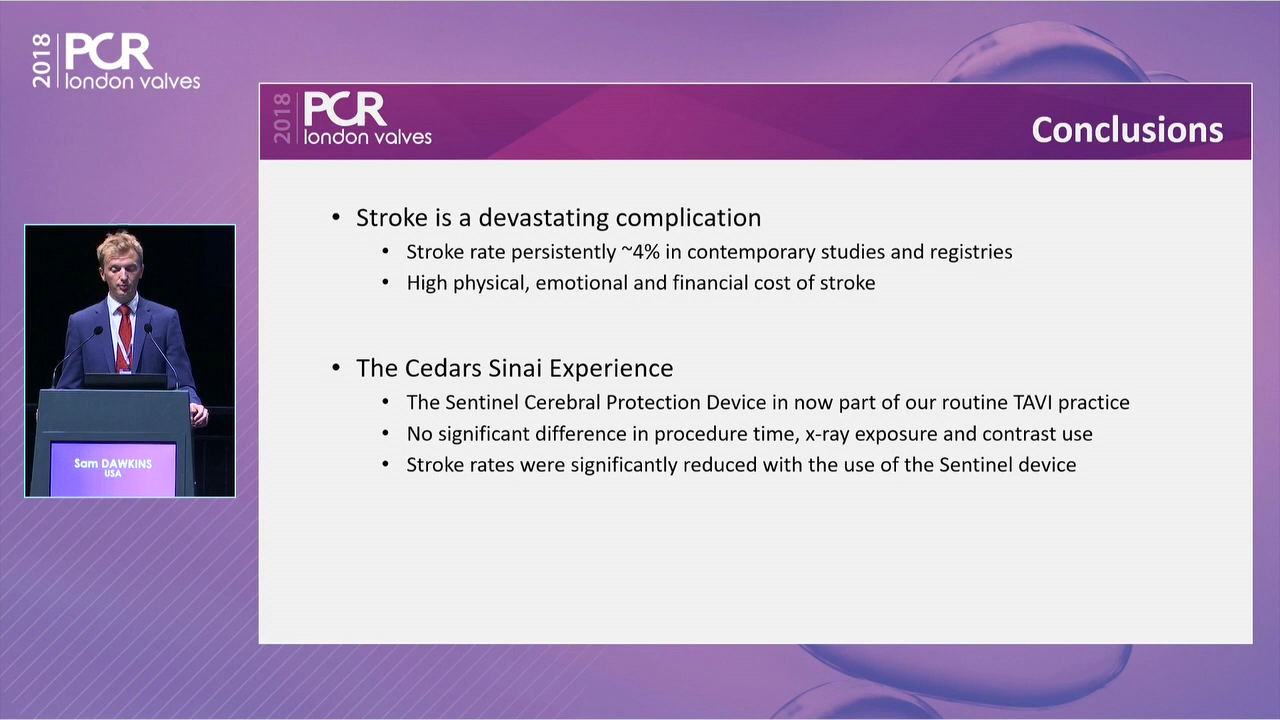 2018
PCR
london valves
2018
PCR
london valves
Conclusions
• Stroke is a devastating complication
• Stroke rate persistently ~4% in contemporary studies and registries
• High physical, emotional and financial cost of stroke
• The Cedars Sinai Experience
• The Sentinel Cerebral Protection Device in now part of our routine TAVI practice
• No significant difference in procedure time, x-ray exposure and contrast use
• Stroke rates were significantly reduced with the use of the Sentinel device
Sam DAWKINS
USA